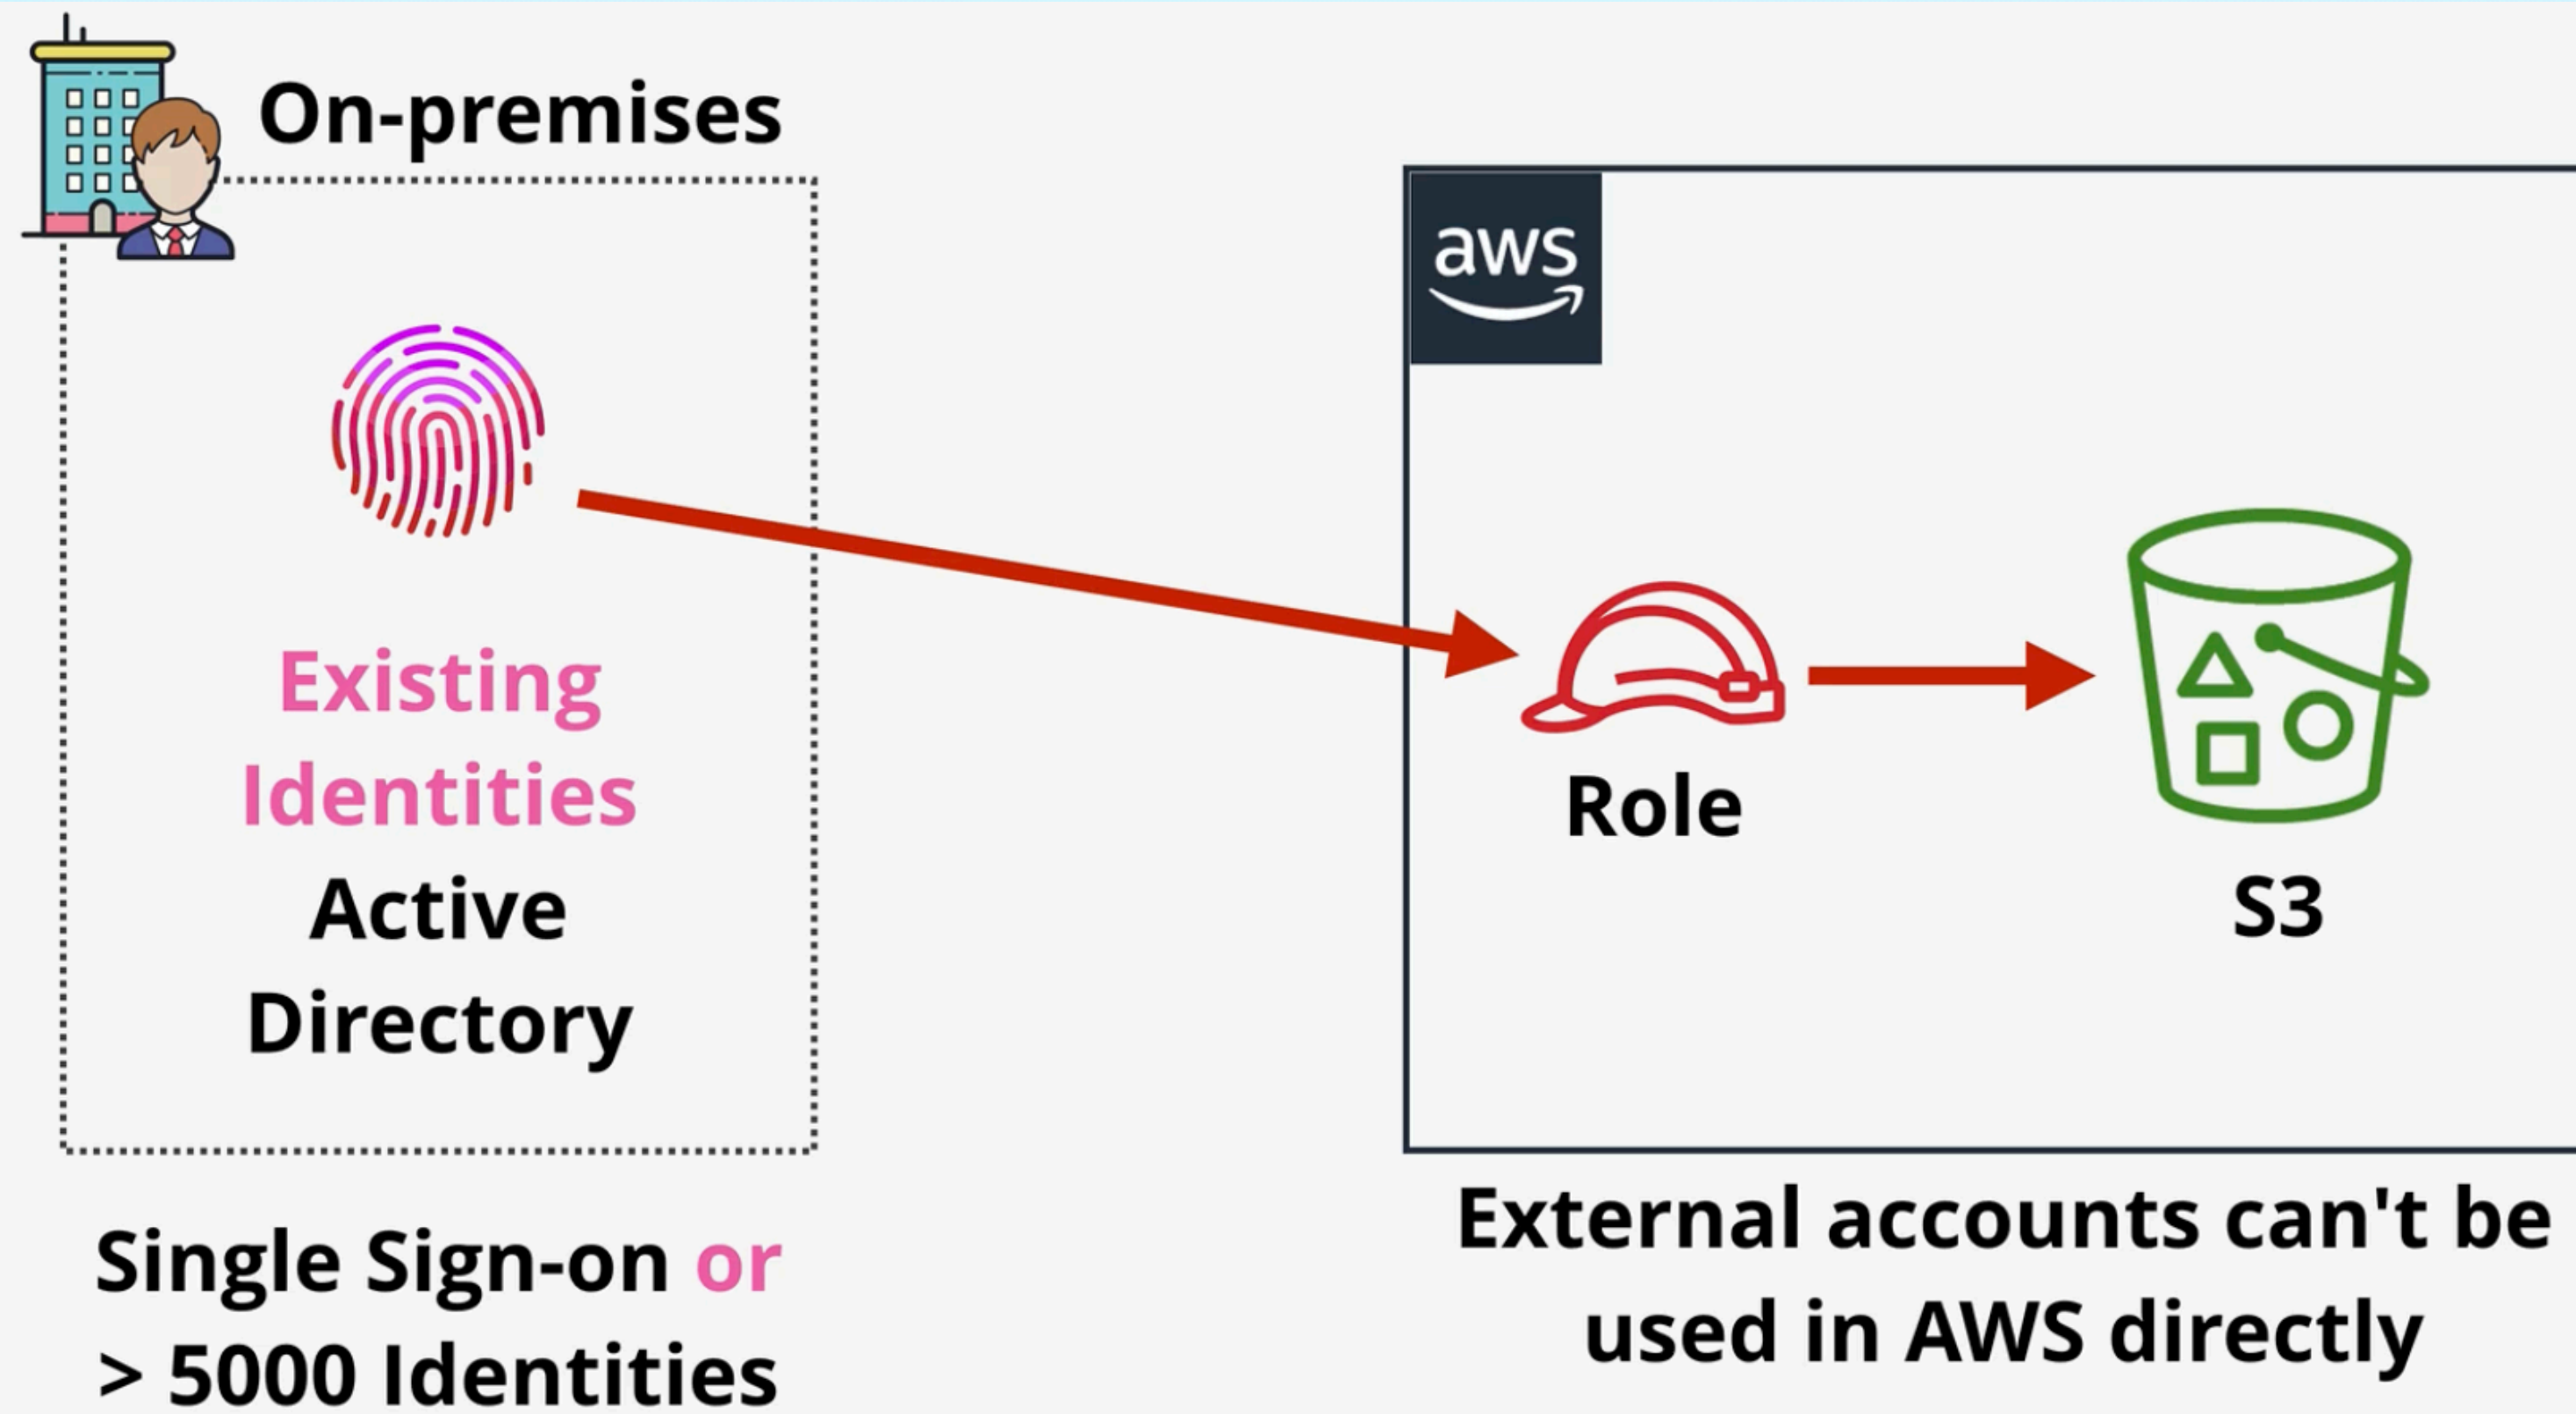 On-premises
aws
Existing
Identities
Active
Directory
Role
S3
Single Sign-on or
> 5000 Identities
External accounts can't be
used in AWS directly